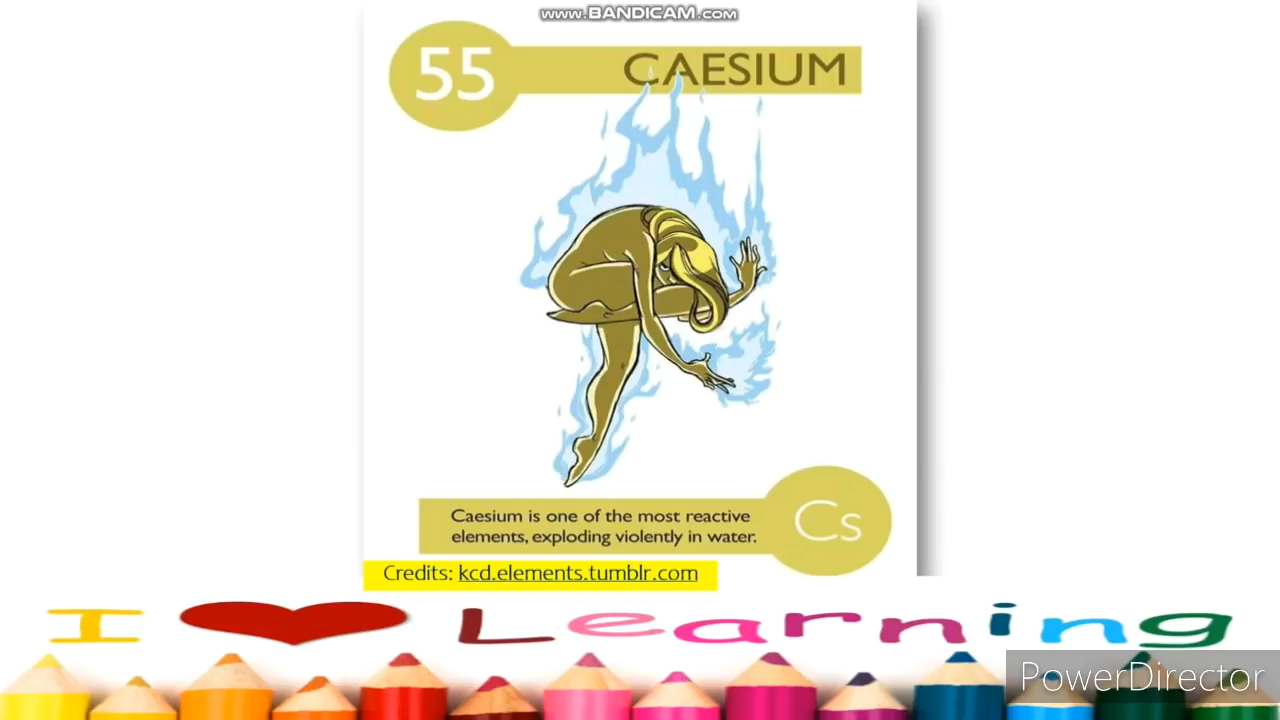 www.BANDICAM.com
55
CAESIUM
Caesium is one of the most reactive
elements, exploding violently in water.
Cs
Credits: kcd.elements.tumblr.com
I Learning
PowerDirector